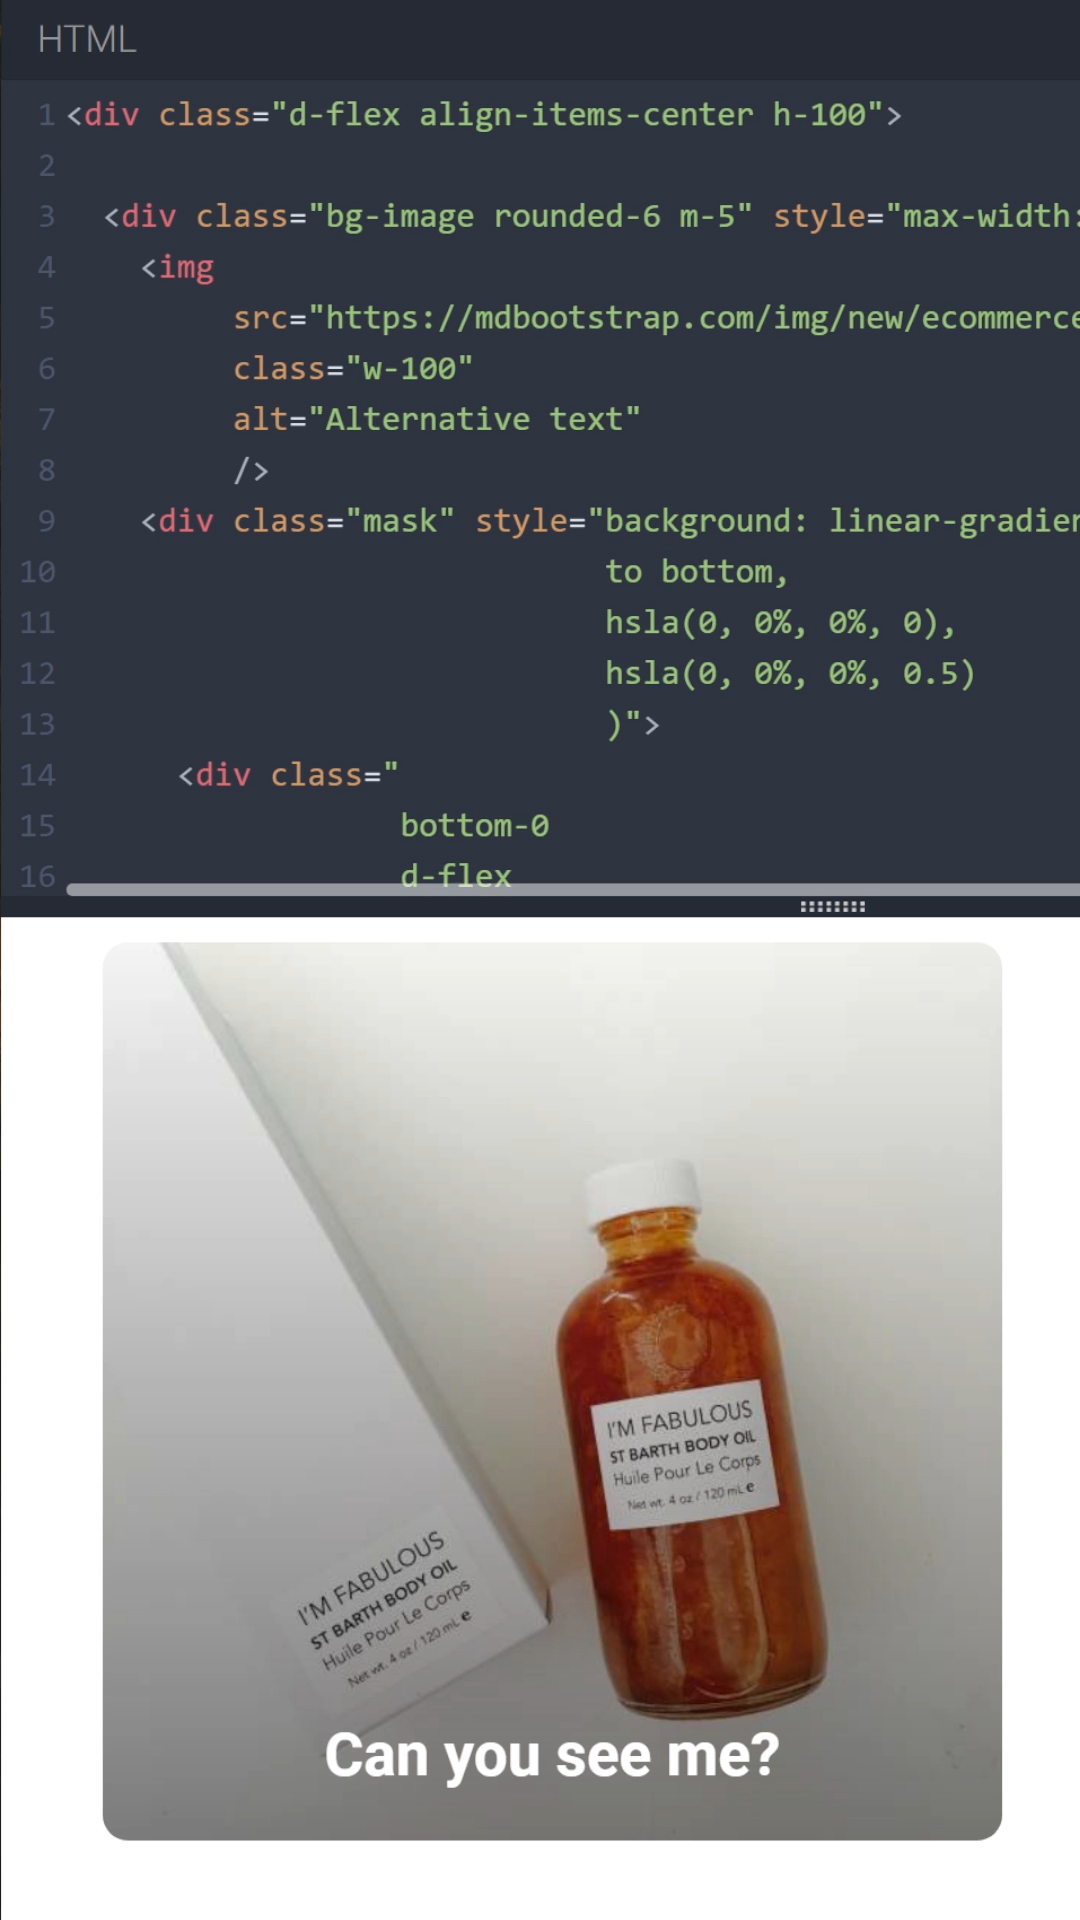 HTML
1 <div class="d-flex align-items-center h-100">
2
3 <div class="bg-image rounded-6 m-5" style="max-width:
4 <img
5 src="https://mdbootstrap.com/img/new/ecommerce
6 class="w-100"
7 alt="Alternative text"
8 />
9 <div class="mask" style="background: linear-gradien
10 to bottom,
11 hsla(0, 0%, 0%, 0),
12 hsla(0, 0%, 0%, 0.5)
13 )">
14 <div class="
15 bottom-0
16 d-flex
I'M FABULOUS
ST BARTH BODY OIL
Huile Pour Le Corps
Net wt. 4 oz / 120 mL e
I'M FABULOUS
ST BARTH BODY OIL
Huile Pour Le Corps
Net wt. 4 oz / 120 mL e
Can you see me?